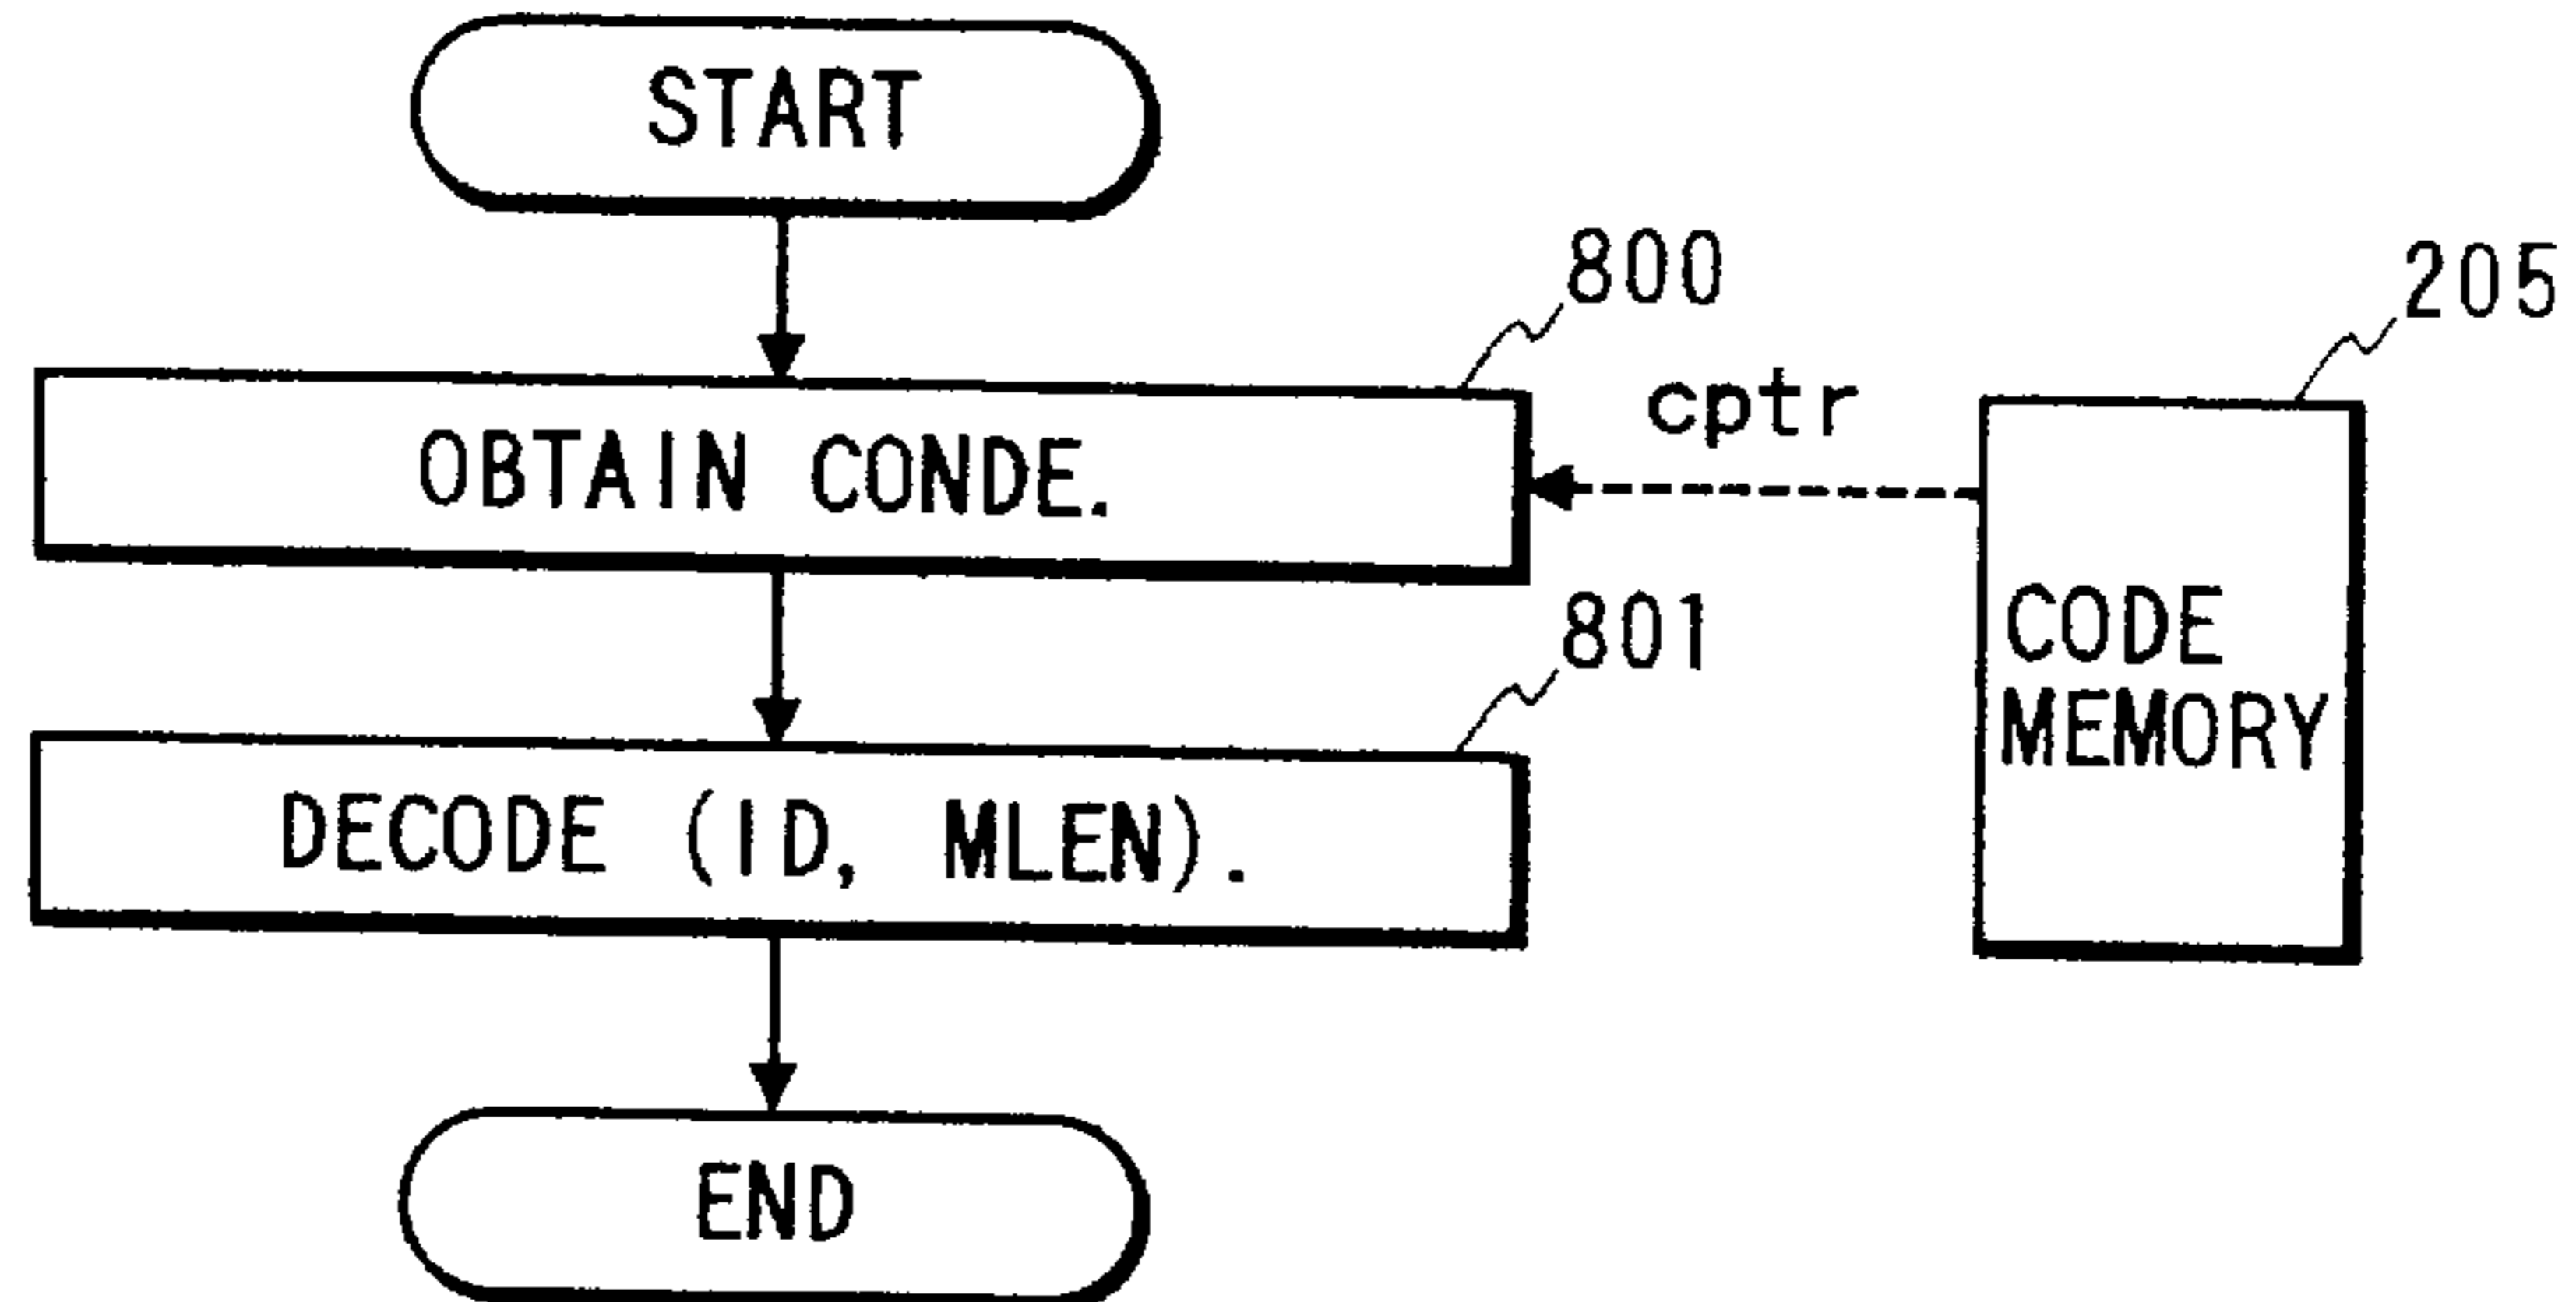 START
800
205
cptr
OBTAIN CONDE.
CODE
MEMORY
801
DECODE (ID, MLEN).
END